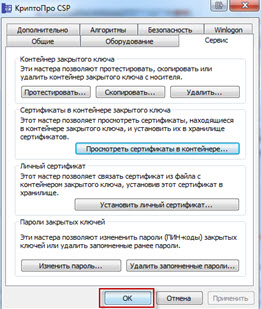 КриптоПро CSP
Дополнительно Алгоритмы Безопасность Winlogon
Общие Оборудование Сервис
Контейнер закрытого ключа
Эти мастера позволяют протестировать, скопировать или
удалить контейнер закрытого ключа с носителя.
Протестировать... Скопировать... Удалить...
Сертификаты в контейнере закрытого ключа
Этот мастер позволяет просмотреть сертификаты, находящиеся
в контейнере закрытого ключа, и установить их в хранилище
сертификатов.
Просмотреть сертификаты в контейнере...
Личный сертификат
Этот мастер позволяет связать сертификат из файла с
контейнером закрытого ключа, установив этот сертификат в
хранилище.
Установить личный сертификат...
Пароли закрытых ключей
Эти мастера позволяют изменить пароли (ПИН-коды) закрытых
ключей или удалить запомненные ранее пароли.
Изменить пароль... Удалить запомненные пароли...
ОК Отмена Применить